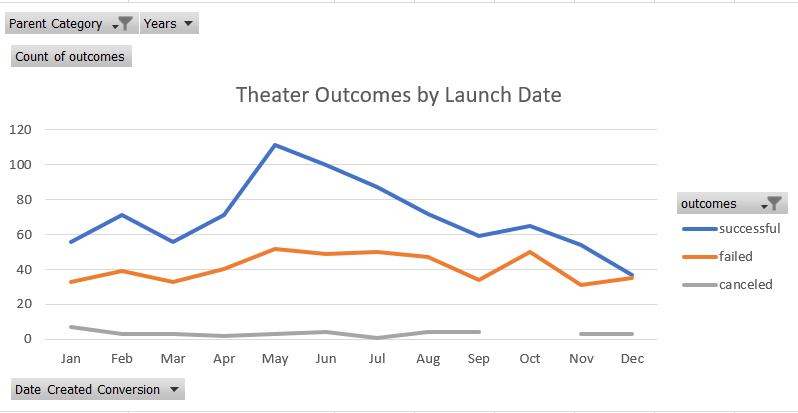 Parent Category Years
Count of outcomes
Theater Outcomes by Launch Date
120
100
80
60
40
20
0
Jan Feb Mar Apr May Jun Jul Aug Sep Oct Nov Dec
outcomes
successful
failed
canceled
Date Created Conversion